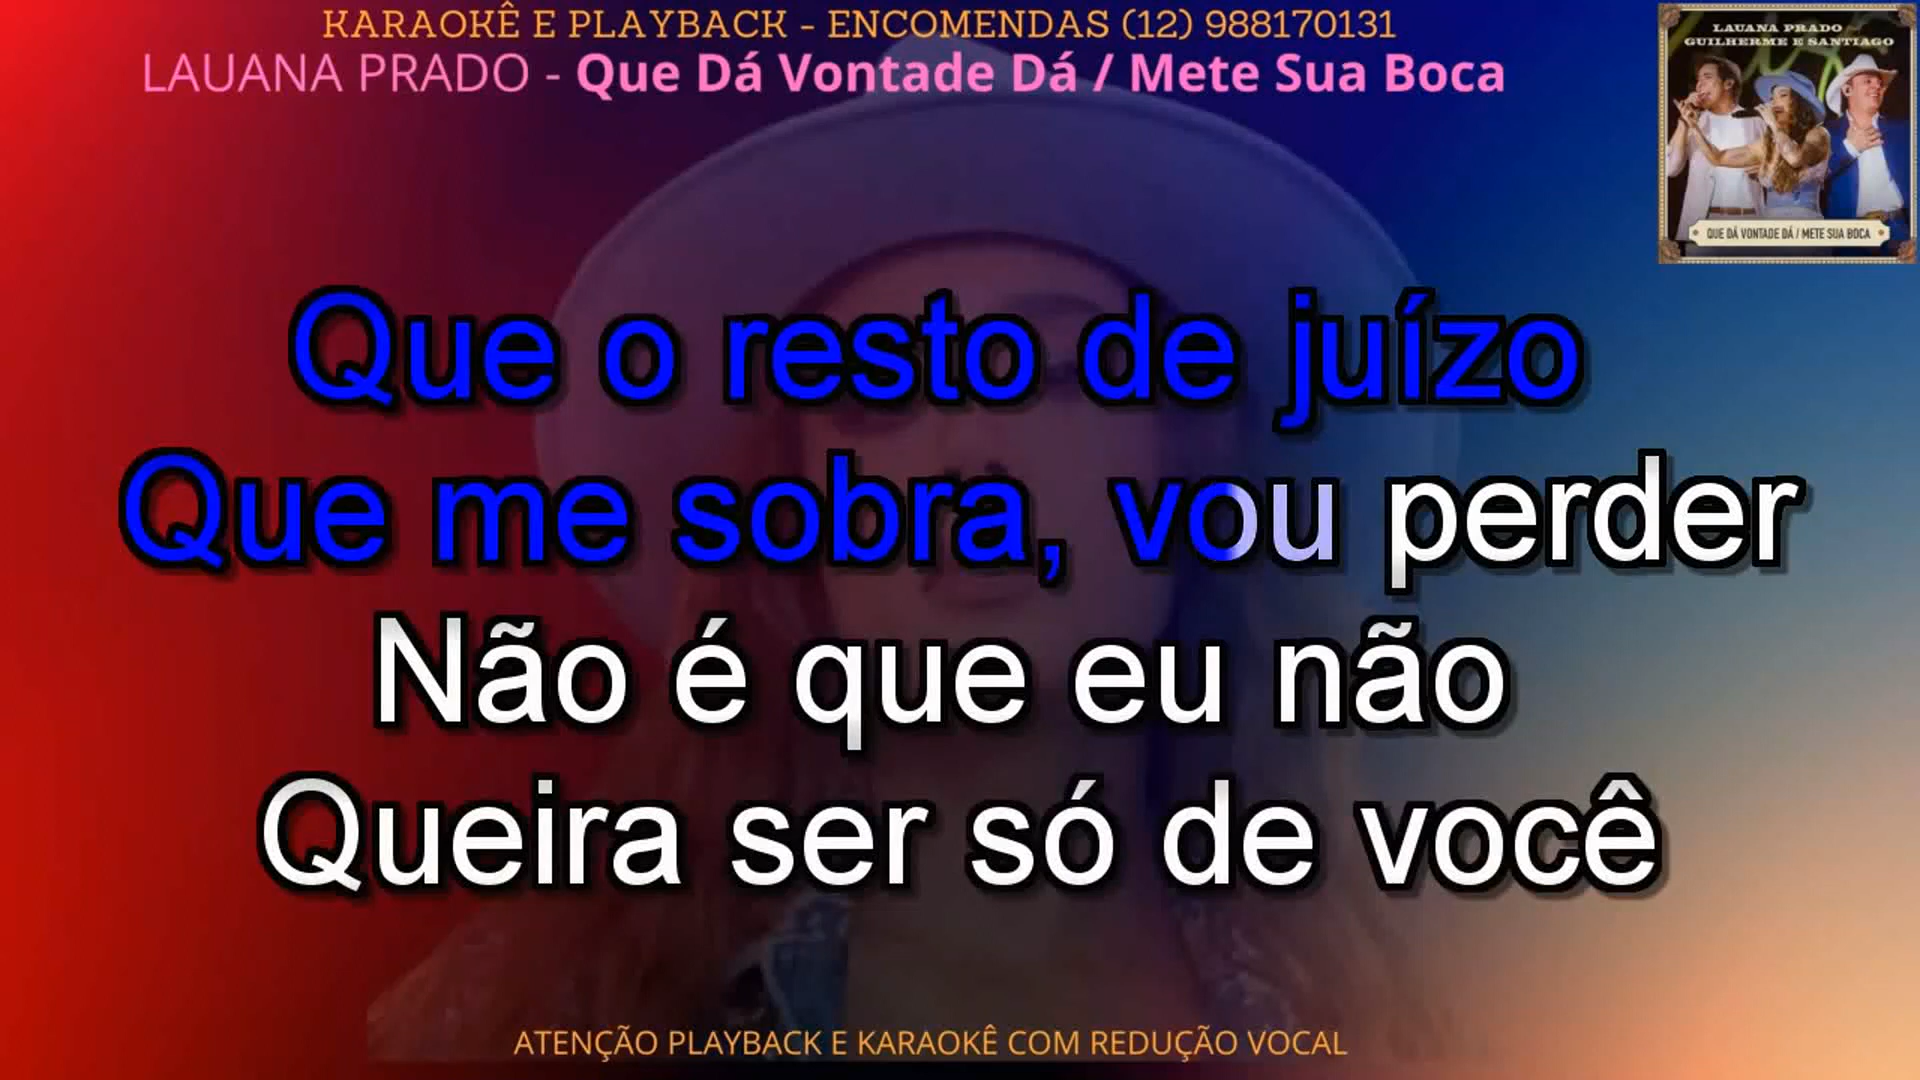 KARAOKÊ E PLAYBACK - ENCOMENDAS (12) 988170131
LAUANA PRADO - Que Dá Vontade Dá / Mete Sua Boca
LAUANA PRADO
GUILHERME E SANTIAGO
QUE DÁ VONTADE DÁ / METE SUA BOCA
Que o resto de juízo
Que me sobra, vou perder
Não é que eu não
Queira ser só de você
ATENÇÃO PLAYBACK E KARAOKÊ COM REDUÇÃO VOCAL